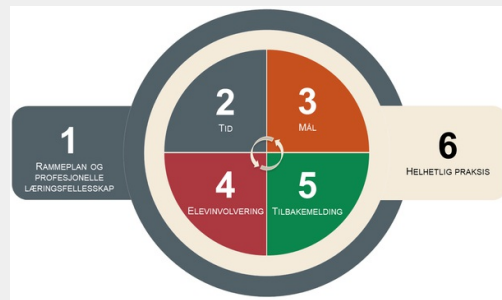 1
RAMMEPLAN OG
PROFESJONELLE
LÆRINGSFELLESSKAP
2
TID
3
MÅL
4
ELEVINVOLVERING
5
TILBAKEMELDING
6
HELHETLIG PRAKSIS